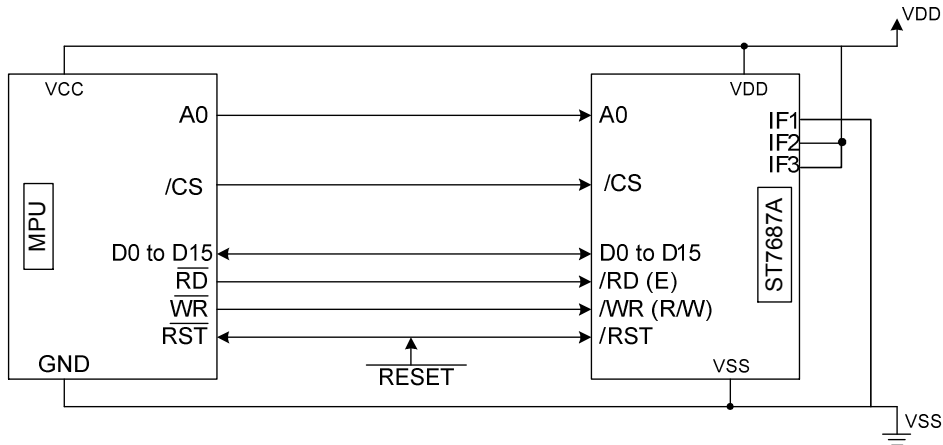 VDD
VCC
VDD
A0
A0
IF1
IF2
IF3
/CS
/CS
MPU
ST7687A
D0 to D15
D0 to D15
RD
/RD (E)
WR
/WR (R/W)
RST
/RST
GND
RESET
VSS
VSS